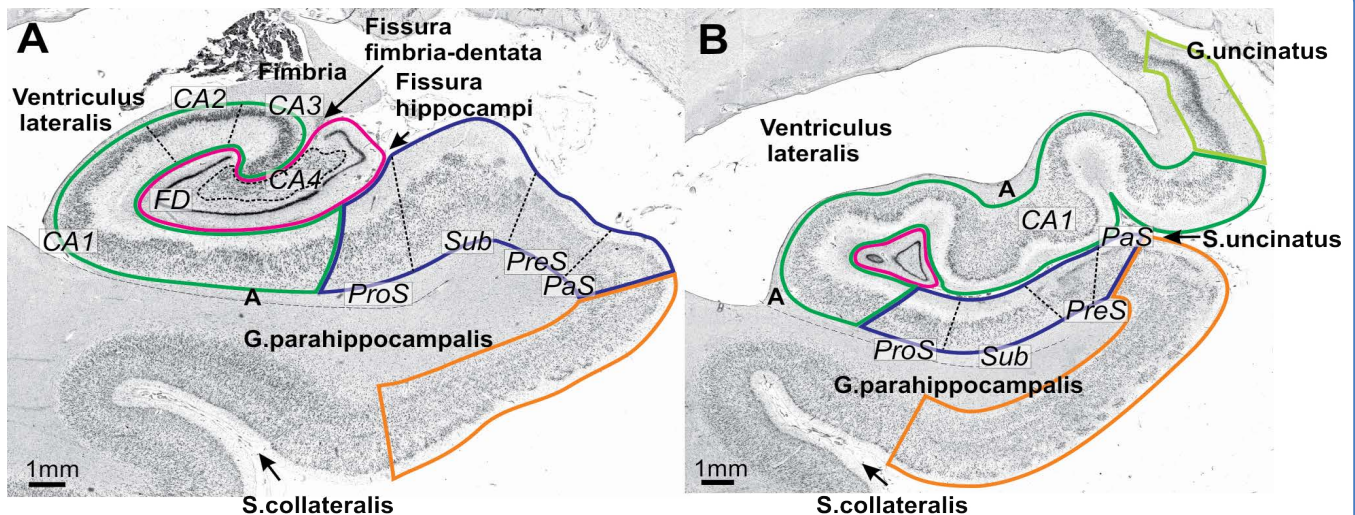 A
Fissura
fimbria-dentata
Fimbria
Fissura
hippocampi
Ventriculus
lateralis
CA2
CA3
CA4
FD
CA1
Sub
PreS
PaS
ProS
A
G.parahippocampalis
1mm
S.collateralis
B
G.uncinatus
Ventriculus
lateralis
A
CA1
PaS
S.uncinatus
A
PreS
ProS
Sub
G.parahippocampalis
1mm
S.collateralis